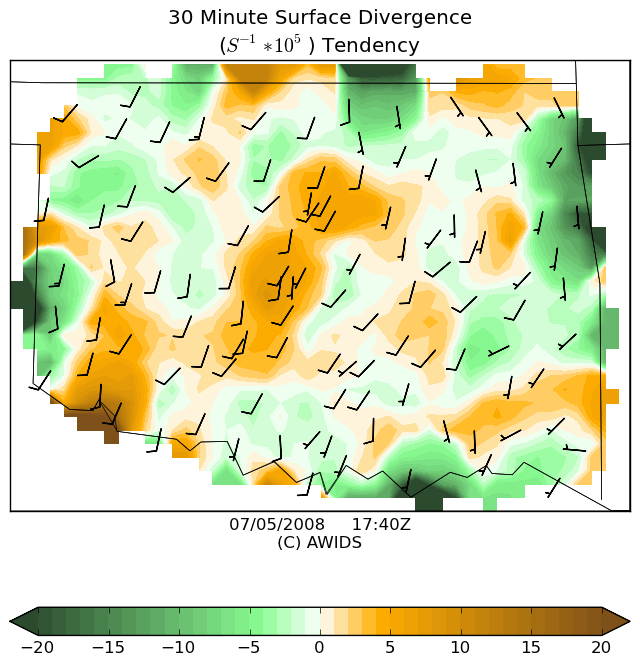 30 Minute Surface Divergence
(S⁻¹ * 10⁵ ) Tendency
07/05/2008 17:40Z
(C) AWIDS
−20 −15 −10 −5 0 5 10 15 20